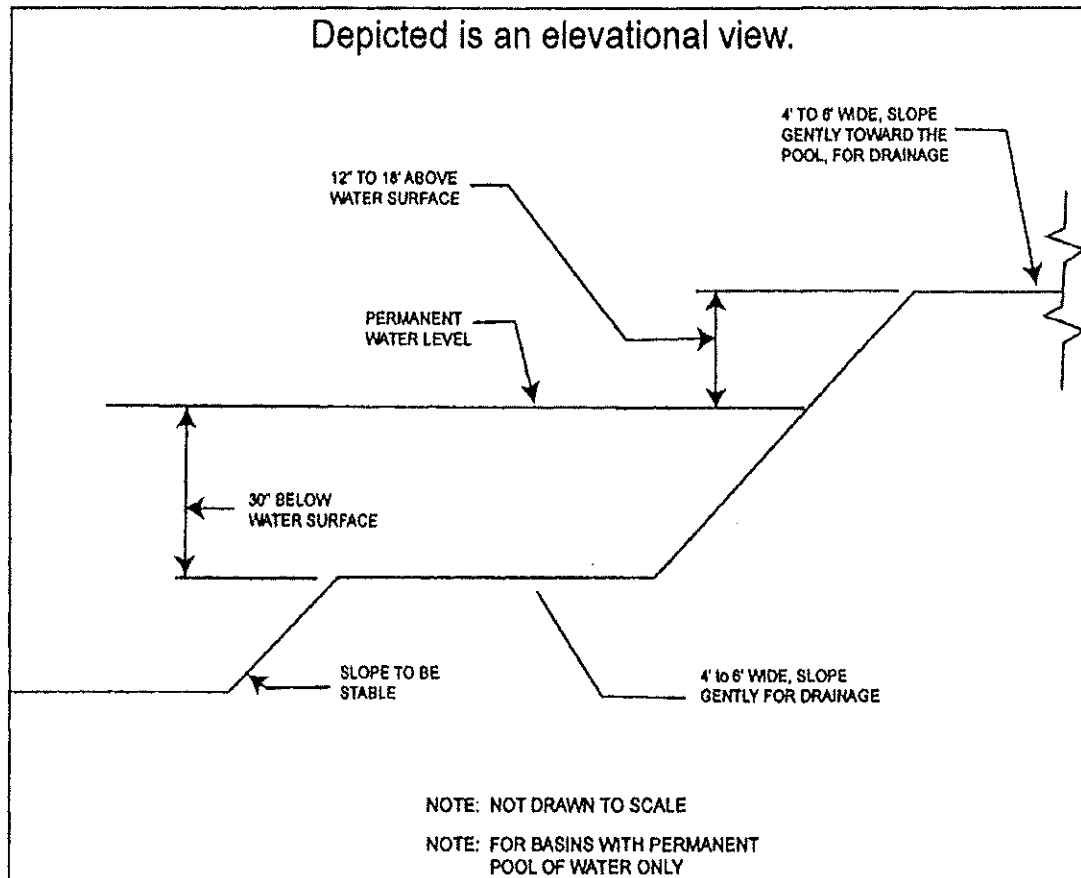 Depicted is an elevational view.
4' TO 6' WIDE, SLOPE
GENTLY TOWARD THE
POOL, FOR DRAINAGE
12" TO 18' ABOVE
WATER SURFACE
PERMANENT
WATER LEVEL
30" BELOW
WATER SURFACE
SLOPE TO BE
STABLE
4' to 6' WIDE, SLOPE
GENTLY FOR DRAINAGE
NOTE: NOT DRAWN TO SCALE
NOTE: FOR BASINS WITH PERMANENT
POOL OF WATER ONLY